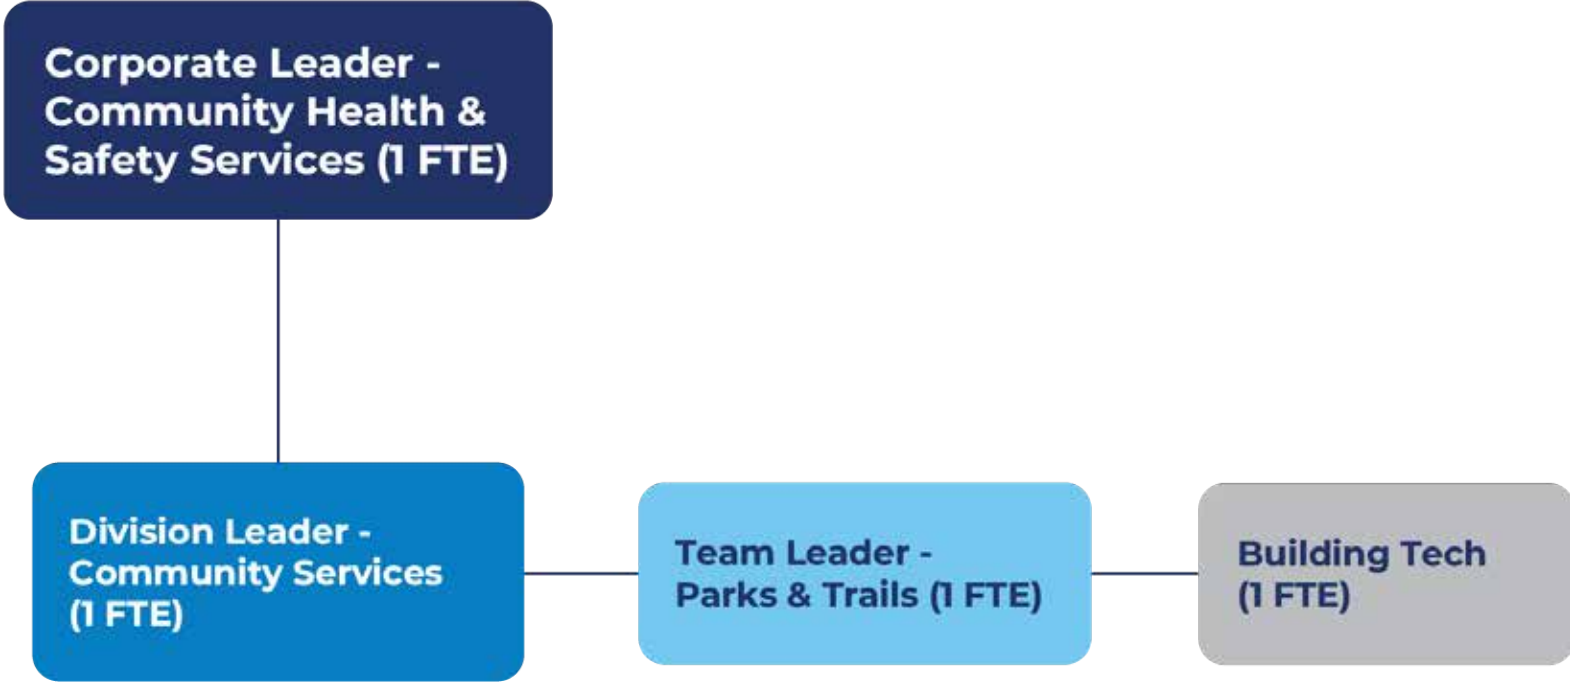 Corporate Leader -
Community Health &
Safety Services (1 FTE)
Division Leader -
Community Services
(1 FTE)
Team Leader -
Parks & Trails (1 FTE)
Building Tech
(1 FTE)